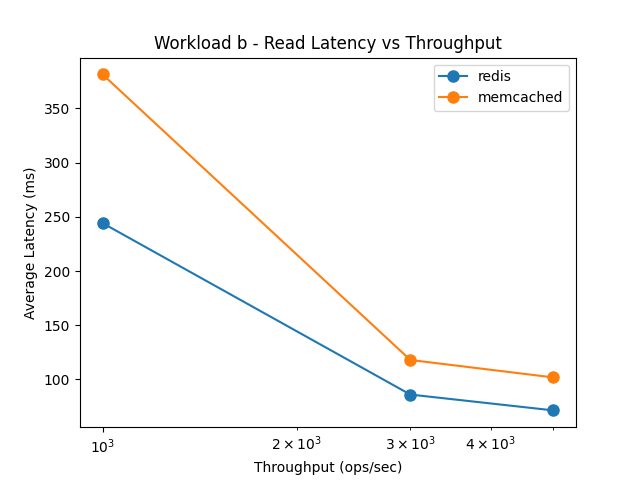 Workload b - Read Latency vs Throughput
redis
memcached
Average Latency (ms)
350
300
250
200
150
100
10³
2 × 10³
3 × 10³
4 × 10³
Throughput (ops/sec)